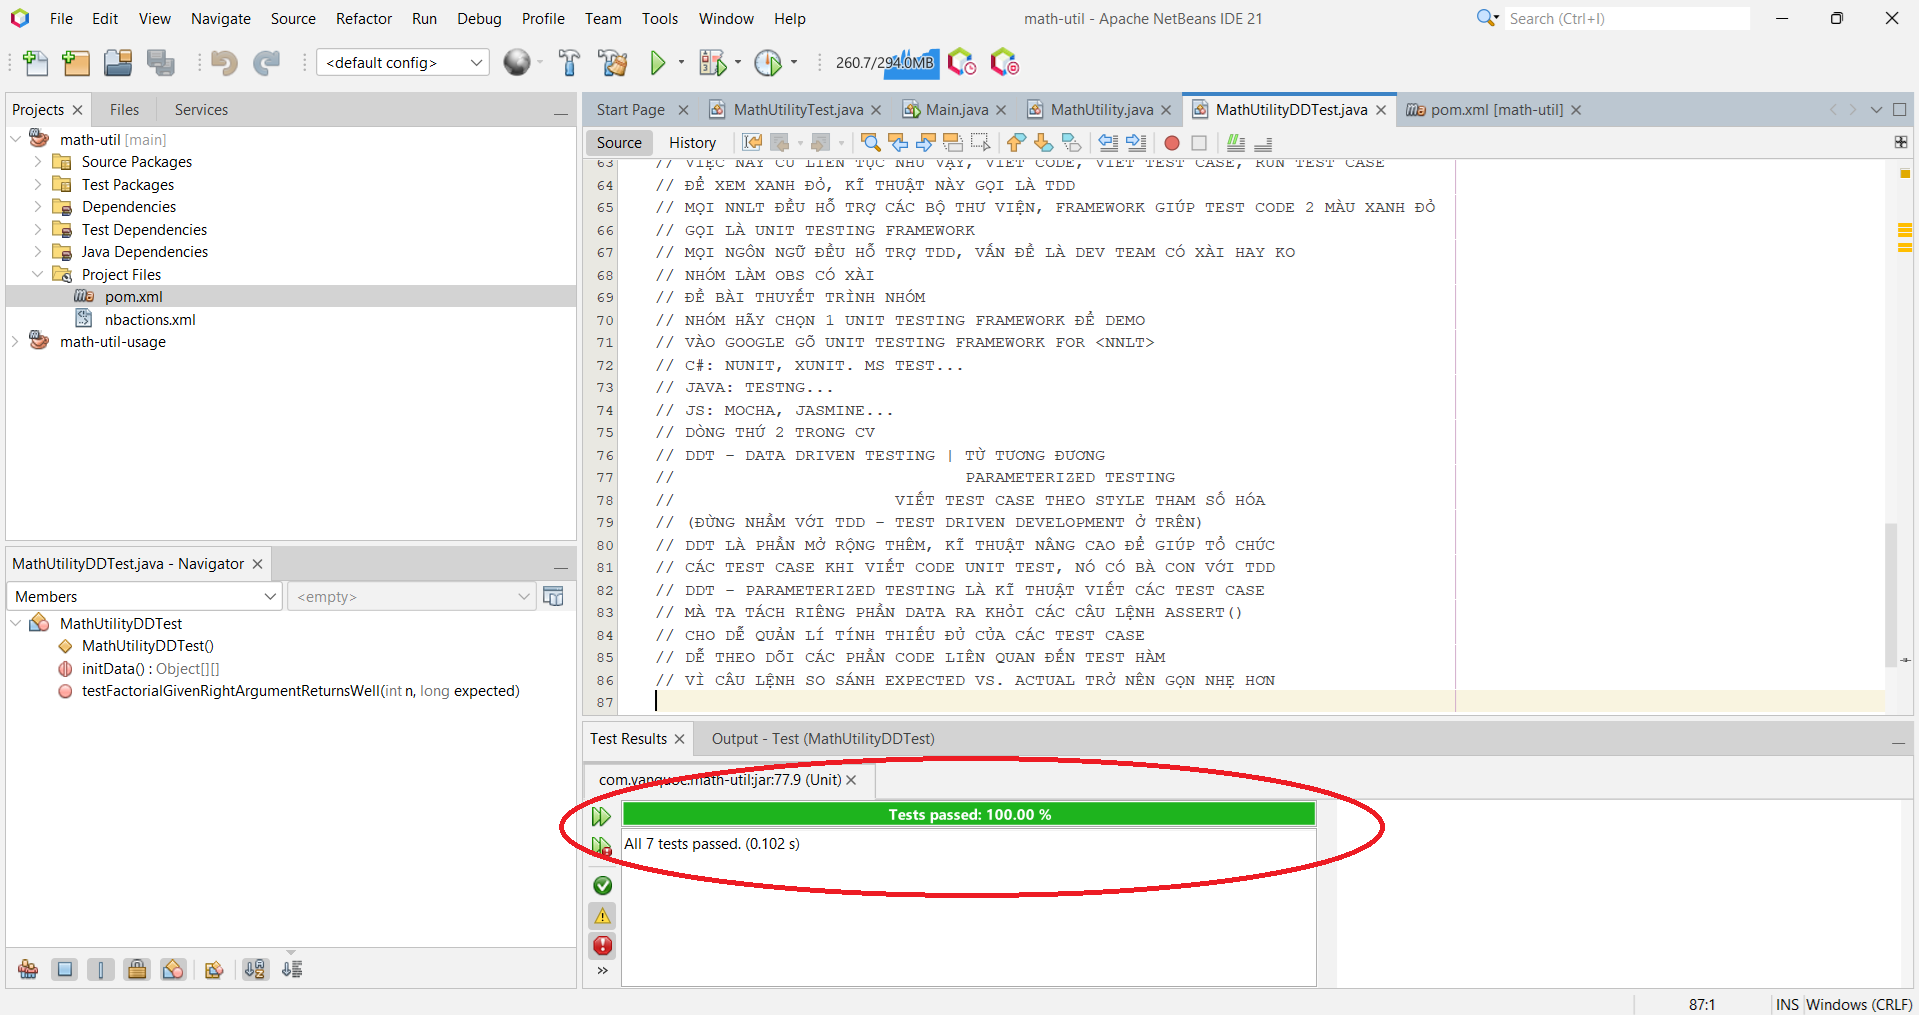 File Edit View Navigate Source Refactor Run Debug Profile Team Tools Window Help
math-util - Apache NetBeans IDE 21
Search (Ctrl+I)
<default config>
260.7/294.0MB
Projects
Files
Services
math-util [main]
Source Packages
Test Packages
Dependencies
Test Dependencies
Java Dependencies
Project Files
pom.xml
nbactions.xml
math-util-usage
MathUtilityDDTest.java - Navigator
Members
<empty>
MathUtilityDDTest
MathUtilityDDTest()
initData() : Object[][]
testFactorialGivenRightArgumentReturnsWell(int n, long expected)
Start Page
MathUtilityTest.java
Main.java
MathUtility.java
MathUtilityDDTest.java
pom.xml [math-util]
Source History
63 // VIỆC NÀY CỨ LIÊN TỤC NHƯ VẬY, VIẾT CODE, VIẾT TEST CASE, RUN TEST CASE
64 // ĐỂ XEM XANH ĐỎ, KĨ THUẬT NÀY GỌI LÀ TDD
65 // MỌI NNLT ĐỀU HỖ TRỢ CÁC BỘ THƯ VIỆN, FRAMEWORK GIÚP TEST CODE 2 MÀU XANH ĐỎ
66 // GỌI LÀ UNIT TESTING FRAMEWORK
67 // MỌI NGÔN NGỮ ĐỀU HỖ TRỢ TDD, VẤN ĐỀ LÀ DEV TEAM CÓ XÀI HAY KO
68 // NHÓM LÀM OBS CÓ XÀI
69 // ĐỀ BÀI THUYẾT TRÌNH NHÓM
70 // NHÓM HÃY CHỌN 1 UNIT TESTING FRAMEWORK ĐỂ DEMO
71 // VÀO GOOGLE GÕ UNIT TESTING FRAMEWORK FOR <NNLT>
72 // C#: NUNIT, XUNIT. MS TEST...
73 // JAVA: TESTNG...
74 // JS: MOCHA, JASMINE...
75 // DÒNG THỨ 2 TRONG CV
76 // DDT - DATA DRIVEN TESTING | TỪ TƯƠNG ĐƯƠNG
77 // PARAMETERIZED TESTING
78 // VIẾT TEST CASE THEO STYLE THAM SỐ HÓA
79 // (ĐỪNG NHẦM VỚI TDD - TEST DRIVEN DEVELOPMENT Ở TRÊN)
80 // DDT LÀ PHẦN MỞ RỘNG THÊM, KĨ THUẬT NÂNG CAO ĐỂ GIÚP TỔ CHỨC
81 // CÁC TEST CASE KHI VIẾT CODE UNIT TEST, NÓ CÓ BÀ CON VỚI TDD
82 // DDT - PARAMETERIZED TESTING LÀ KĨ THUẬT VIẾT CÁC TEST CASE
83 // MÀ TA TÁCH RIÊNG PHẦN DATA RA KHỎI CÁC CÂU LỆNH ASSERT()
84 // CHO DỄ QUẢN LÍ TÍNH THIẾU ĐỦ CỦA CÁC TEST CASE
85 // DỄ THEO DÕI CÁC PHẦN CODE LIÊN QUAN ĐẾN TEST HÀM
86 // VÌ CÂU LỆNH SO SÁNH EXPECTED VS. ACTUAL TRỞ NÊN GỌN NHẸ HƠN
87
Test Results
Output - Test (MathUtilityDDTest)
com.vanquoc:math-util:jar:77.9 (Unit)
Tests passed: 100.00 %
All 7 tests passed. (0.102 s)
87:1
INS
Windows (CRLF)